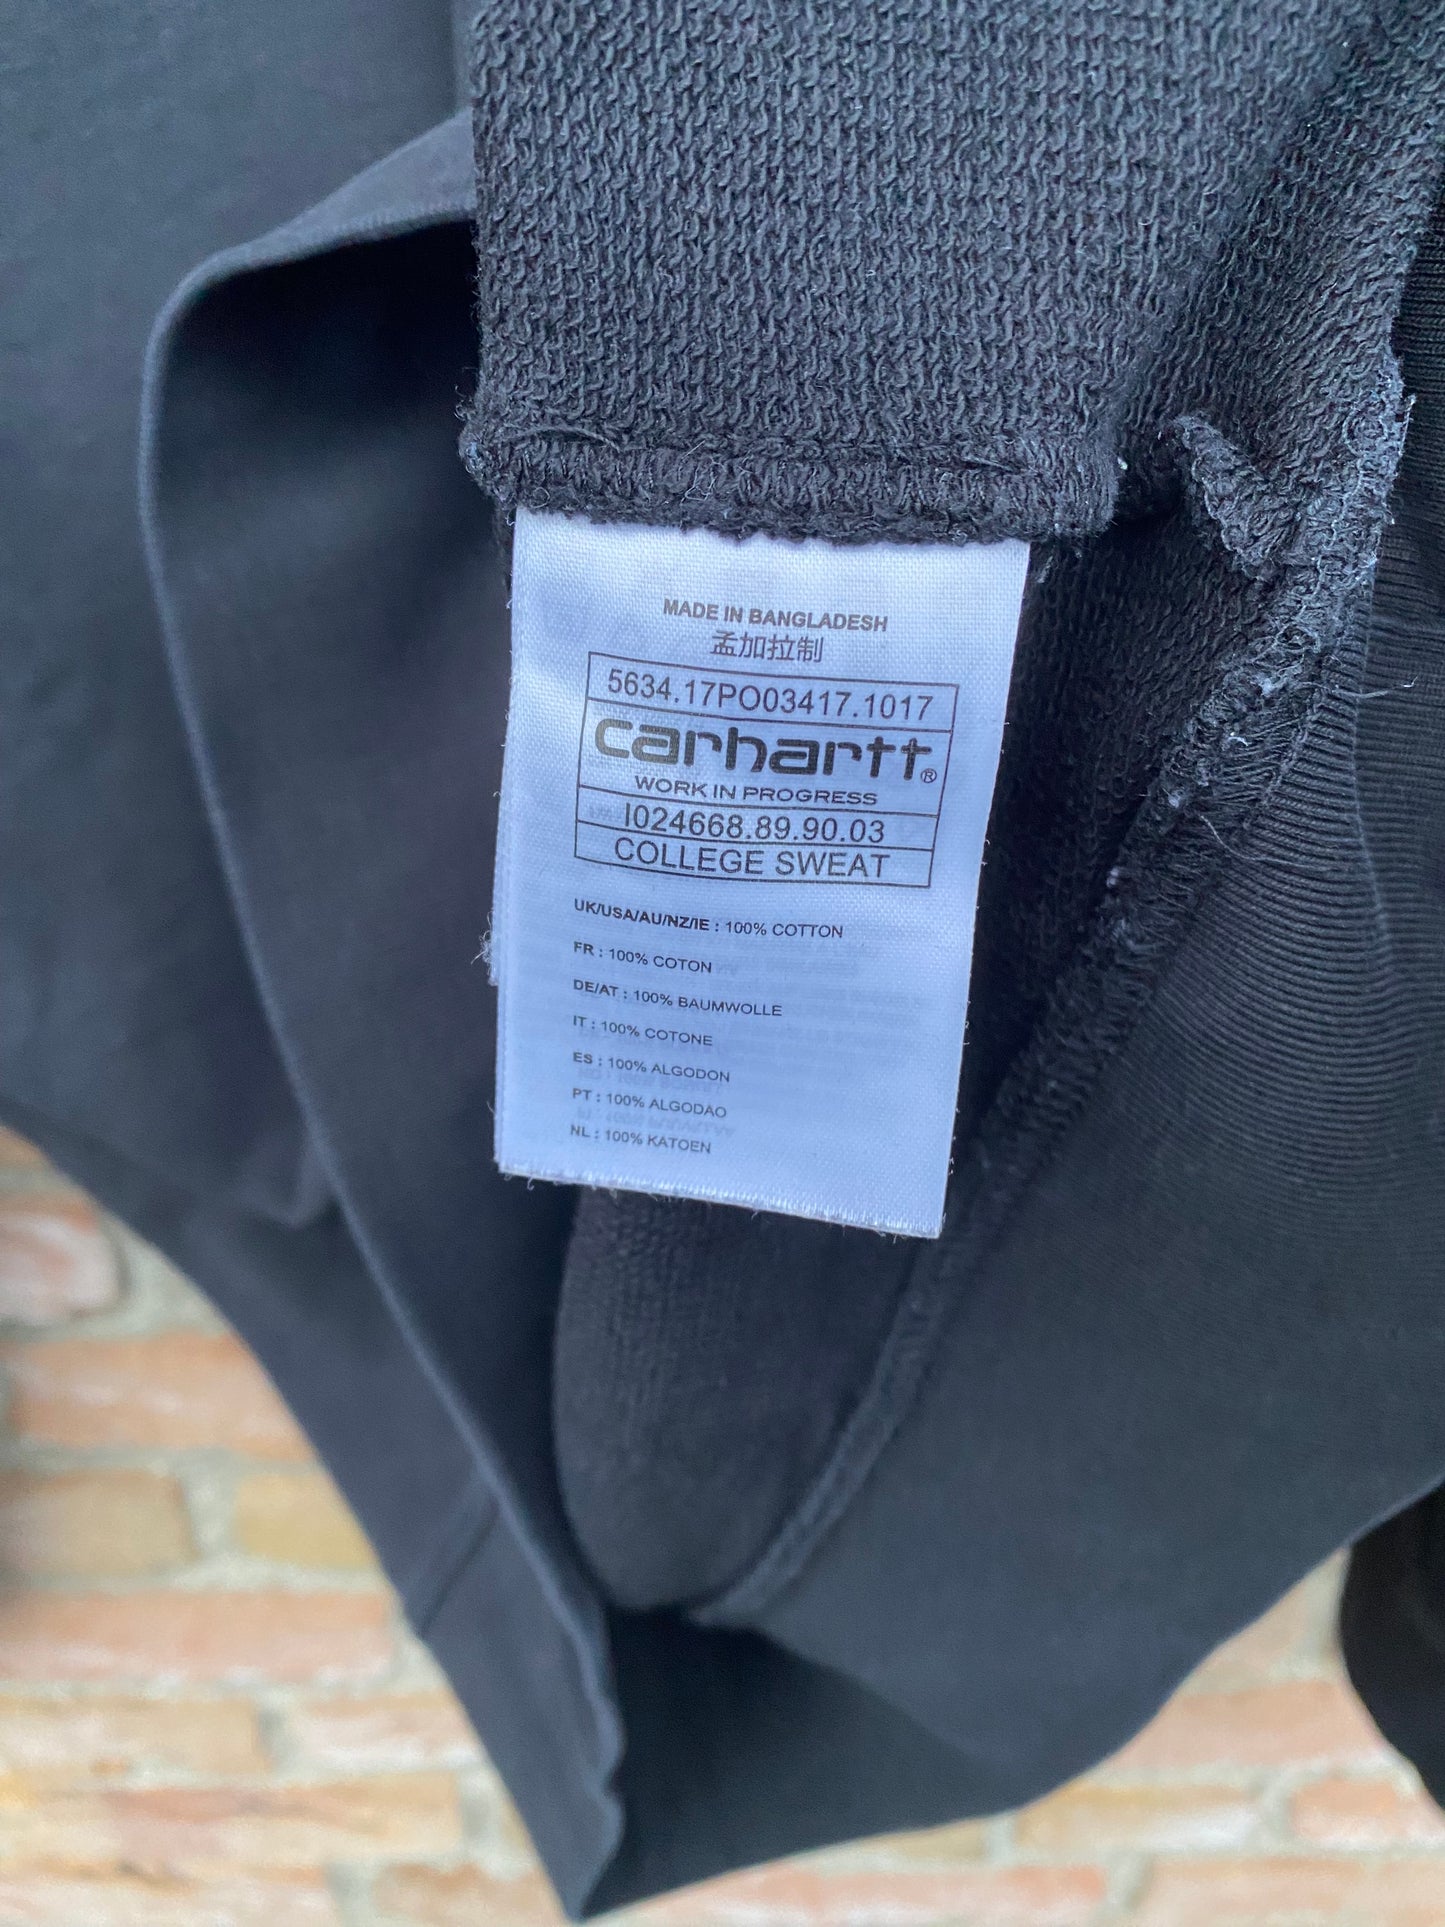 MADE IN BANGLADESH
孟加拉制
5634.17PO03417.1017
carhartt®
WORK IN PROGRESS
I024668.89.90.03
COLLEGE SWEAT
UK/USA/AU/NZ/IE : 100% COTTON
FR : 100% COTON
DE/AT : 100% BAUMWOLLE
IT : 100% COTONE
ES : 100% ALGODON
PT : 100% ALGODAO
NL : 100% KATOEN